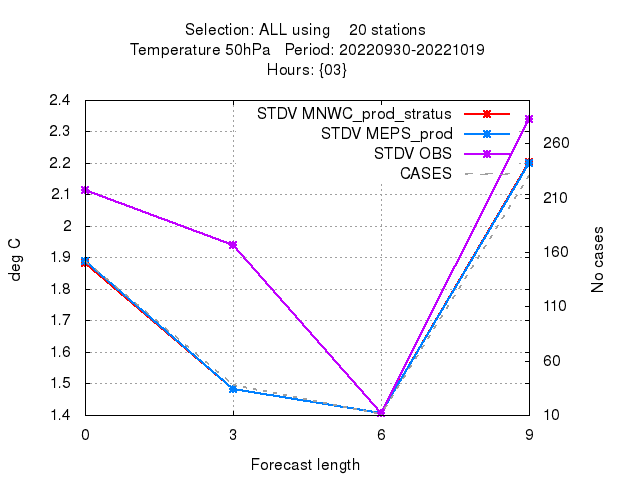 Selection: ALL using    20 stations
Temperature 50hPa   Period: 20220930-20221019
Hours: {03}
STDV MNWC_prod_stratus
STDV MEPS_prod
STDV OBS
CASES
2.4
2.3
2.2
2.1
2
1.9
1.8
1.7
1.6
1.5
1.4
deg C
260
210
160
110
60
10
No cases
0
3
6
9
Forecast length